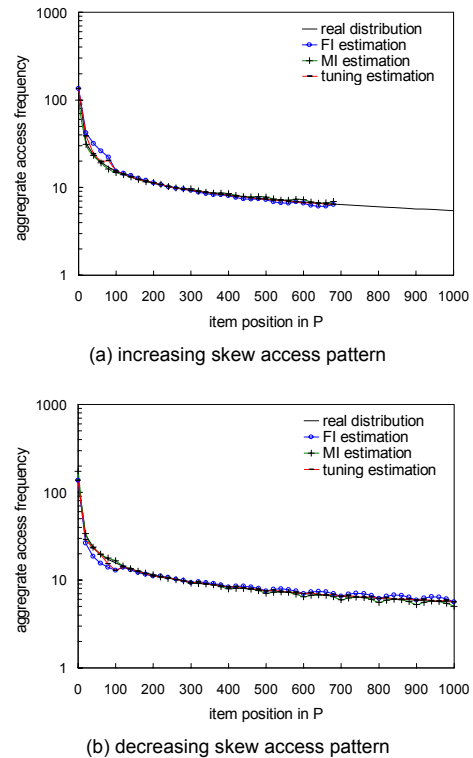 1000
100
10
1
aggregrate access frequency
real distribution
FI estimation
MI estimation
tuning estimation
0 100 200 300 400 500 600 700 800 900 1000
item position in P
(a) increasing skew access pattern
1000
100
10
1
aggregrate access frequency
real distribution
FI estimation
MI estimation
tuning estimation
0 100 200 300 400 500 600 700 800 900 1000
item position in P
(b) decreasing skew access pattern